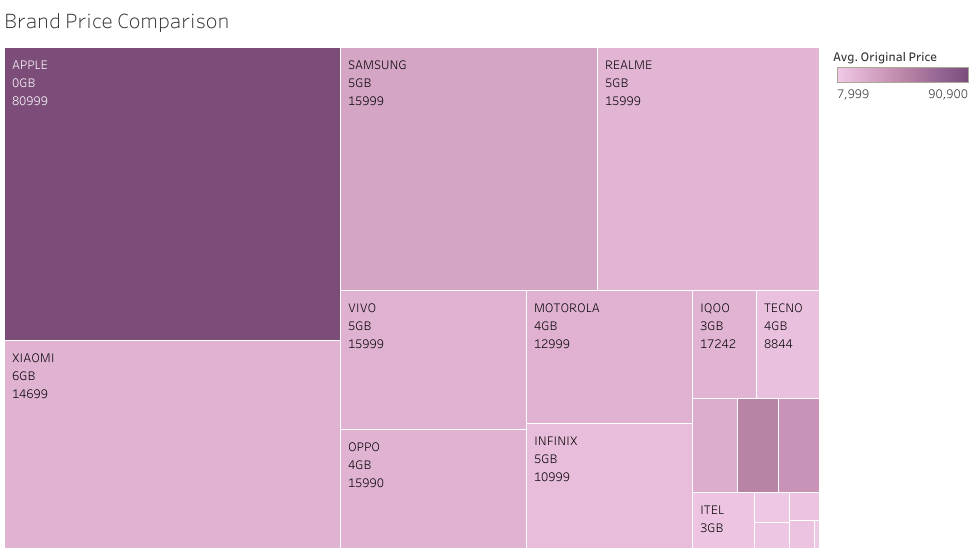 Brand Price Comparison
APPLE
0GB
80999
SAMSUNG
5GB
15999
REALME
5GB
15999
Avg. Original Price
7,999 90,900
XIAOMI
6GB
14699
VIVO
5GB
15999
MOTOROLA
4GB
12999
IQOO
3GB
17242
TECNO
4GB
8844
OPPO
4GB
15990
INFINIX
5GB
10999
ITEL
3GB